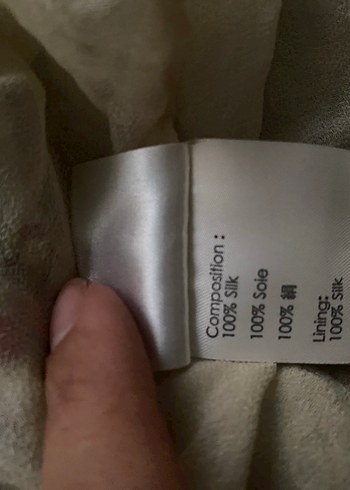 Composition :
100% Silk
100% Soie
100% 絹
Lining:
100% Silk